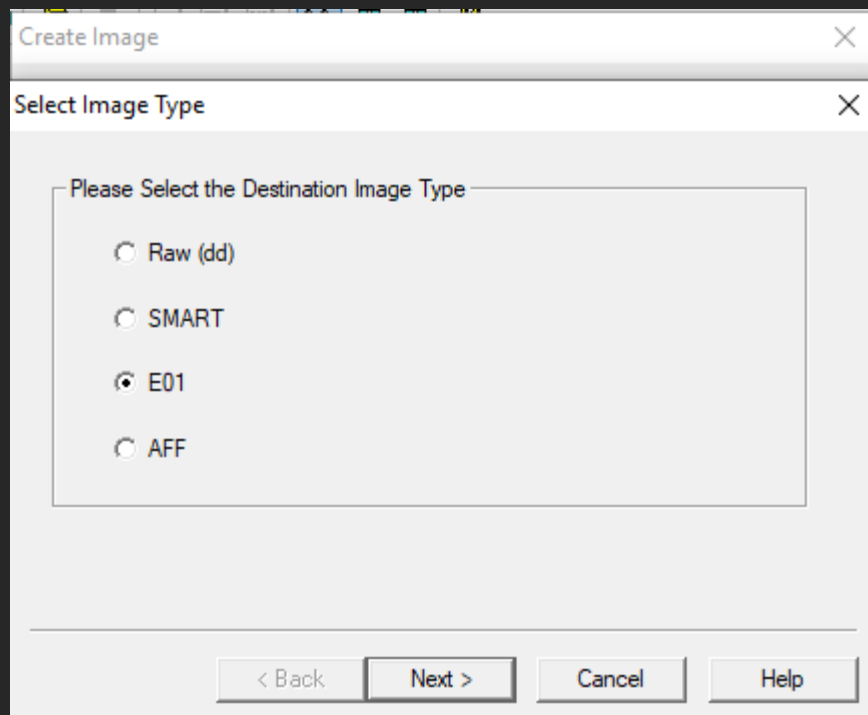 Create Image
Select Image Type
Please Select the Destination Image Type
Raw (dd)
SMART
E01
AFF
< Back
Next >
Cancel
Help